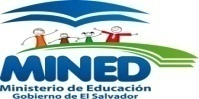 MINED
Ministerio de Educación
Gobierno de El Salvador